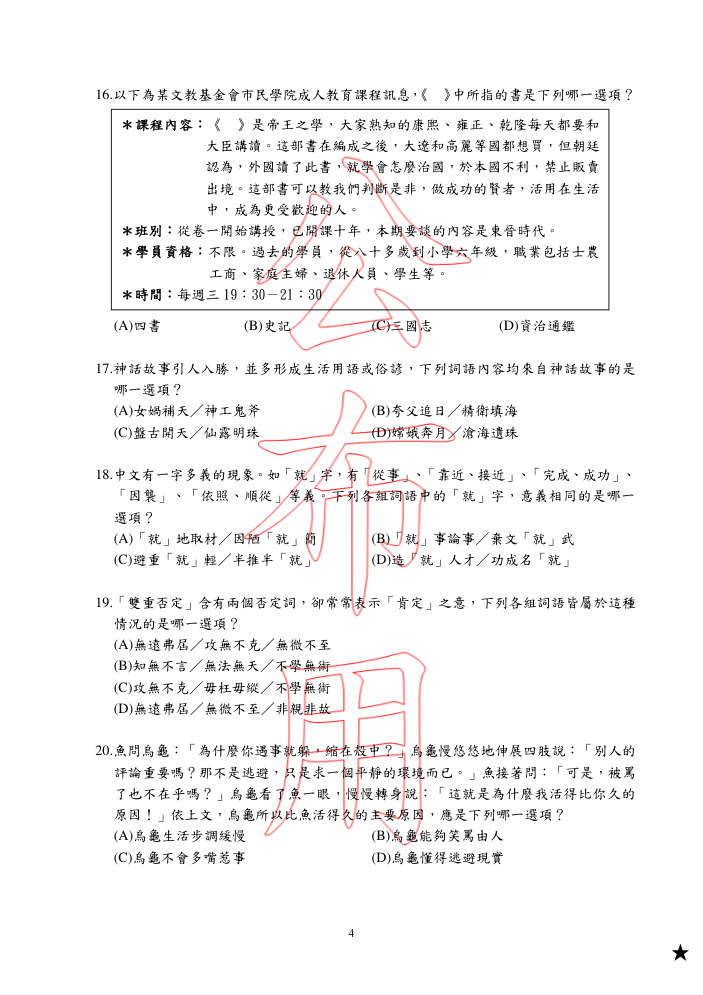 16.以下為某文教基金會市民學院成人教育課程訊息，《　》中所指的書是下列哪一選項？
＊課程內容：《　》是帝王之學，大家熟知的康熙、雍正、乾隆每天都要和
大臣講讀。這部書在編成之後，大遼和高麗等國都想買，但朝廷
認為，外國讀了此書，就學會怎麼治國，於本國不利，禁止販賣
出境。這部書可以教我們判斷是非，做成功的賢者，活用在生活
中，成為更受歡迎的人。
＊班別：從卷一開始講授，已開課十年，本期要談的內容是東晉時代。
＊學員資格：不限。過去的學員，從八十多歲到小學六年級，職業包括士農
工商、家庭主婦、退休人員、學生等。
＊時間：每週三 19：30－21：30
(A)四書 (B)史記 (C)三國志 (D)資治通鑑
17.神話故事引人入勝，並多形成生活用語或俗諺，下列詞語內容均來自神話故事的是
哪一選項？
(A)女媧補天／神工鬼斧 (B)夸父追日／精衛填海
(C)盤古開天／仙露明珠 (D)嫦娥奔月／滄海遺珠
18.中文有一字多義的現象。如「就」字，有「從事」、「靠近、接近」、「完成、成功」、
「因襲」、「依照、順從」等義。下列各組詞語中的「就」字，意義相同的是哪一
選項？
(A)「就」地取材／因陋「就」簡 (B)「就」事論事／棄文「就」武
(C)避重「就」輕／半推半「就」 (D)造「就」人才／功成名「就」
19.「雙重否定」含有兩個否定詞，卻常常表示「肯定」之意，下列各組詞語皆屬於這種
情況的是哪一選項？
(A)無遠弗屆／攻無不克／無微不至
(B)知無不言／無法無天／不學無術
(C)攻無不克／毋枉毋縱／不學無術
(D)無遠弗屆／無微不至／非親非故
20.魚問烏龜：「為什麼你遇事就躲，縮在殼中？」烏龜慢悠悠地伸展四肢說：「別人的
評論重要嗎？那不是逃避，只是求一個平靜的環境而已。」魚接著問：「可是，被罵
了也不在乎嗎？」烏龜看了魚一眼，慢慢轉身說：「這就是為什麼我活得比你久的
原因！」依上文，烏龜所以比魚活得久的主要原因，應是下列哪一選項？
(A)烏龜生活步調緩慢 (B)烏龜能夠笑罵由人
(C)烏龜不會多嘴惹事 (D)烏龜懂得逃避現實
公布用
4
★